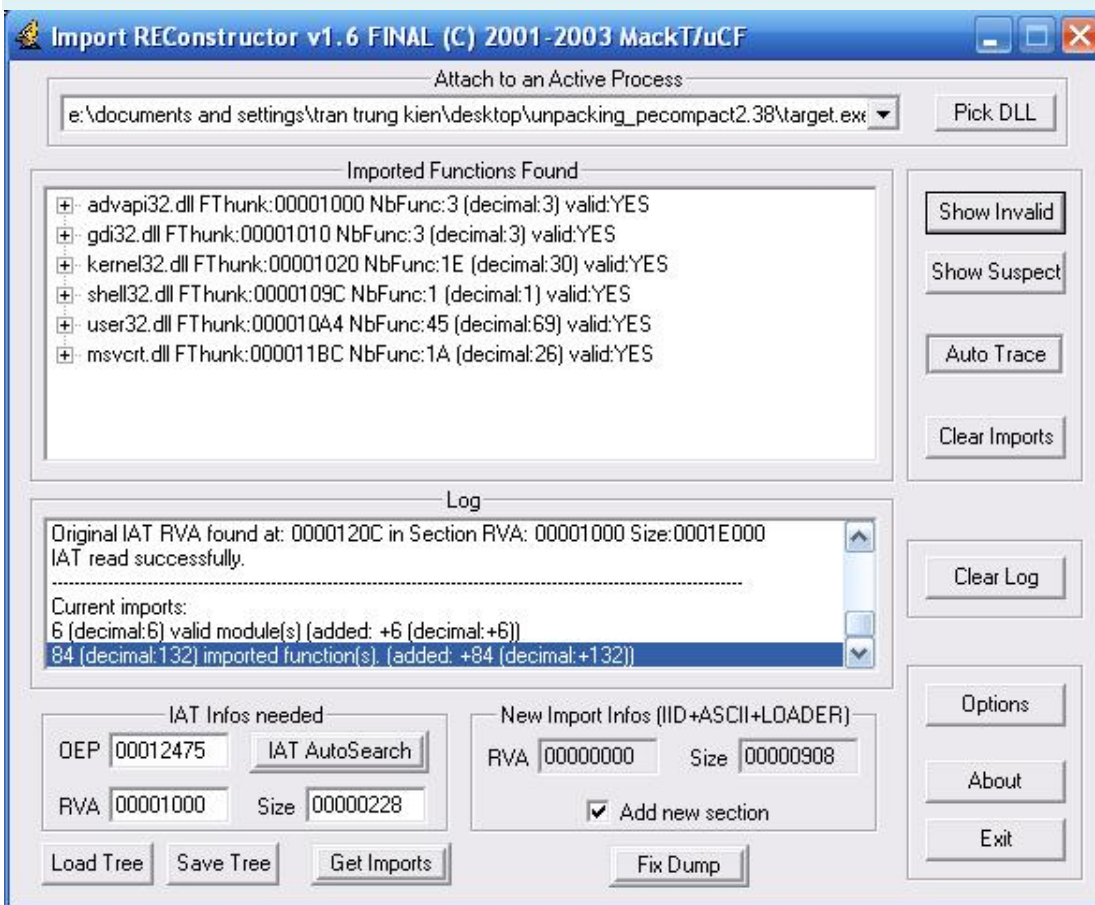 Import REConstructor v1.6 FINAL (C) 2001-2003 MackT/uCF
Attach to an Active Process
e:\documents and settings\tran trung kien\desktop\unpacking_pecompact2.38\target.exe
Pick DLL
Imported Functions Found
advapi32.dll FThunk:00001000 NbFunc:3 (decimal:3) valid:YES
gdi32.dll FThunk:00001010 NbFunc:3 (decimal:3) valid:YES
kernel32.dll FThunk:00001020 NbFunc:1E (decimal:30) valid:YES
shell32.dll FThunk:0000109C NbFunc:1 (decimal:1) valid:YES
user32.dll FThunk:000010A4 NbFunc:45 (decimal:69) valid:YES
msvcrt.dll FThunk:000011BC NbFunc:1A (decimal:26) valid:YES
Show Invalid
Show Suspect
Auto Trace
Clear Imports
Log
Original IAT RVA found at: 0000120C in Section RVA: 00001000 Size:0001E000
IAT read successfully.
Current imports:
6 (decimal:6) valid module(s) (added: +6 (decimal:+6))
84 (decimal:132) imported function(s). (added: +84 (decimal:+132))
Clear Log
IAT Infos needed
OEP 00012475 IAT AutoSearch
RVA 00001000 Size 00000228
New Import Infos (IID+ASCII+LOADER)
RVA 00000000 Size 00000908
Add new section
Options
About
Exit
Load Tree Save Tree Get Imports Fix Dump